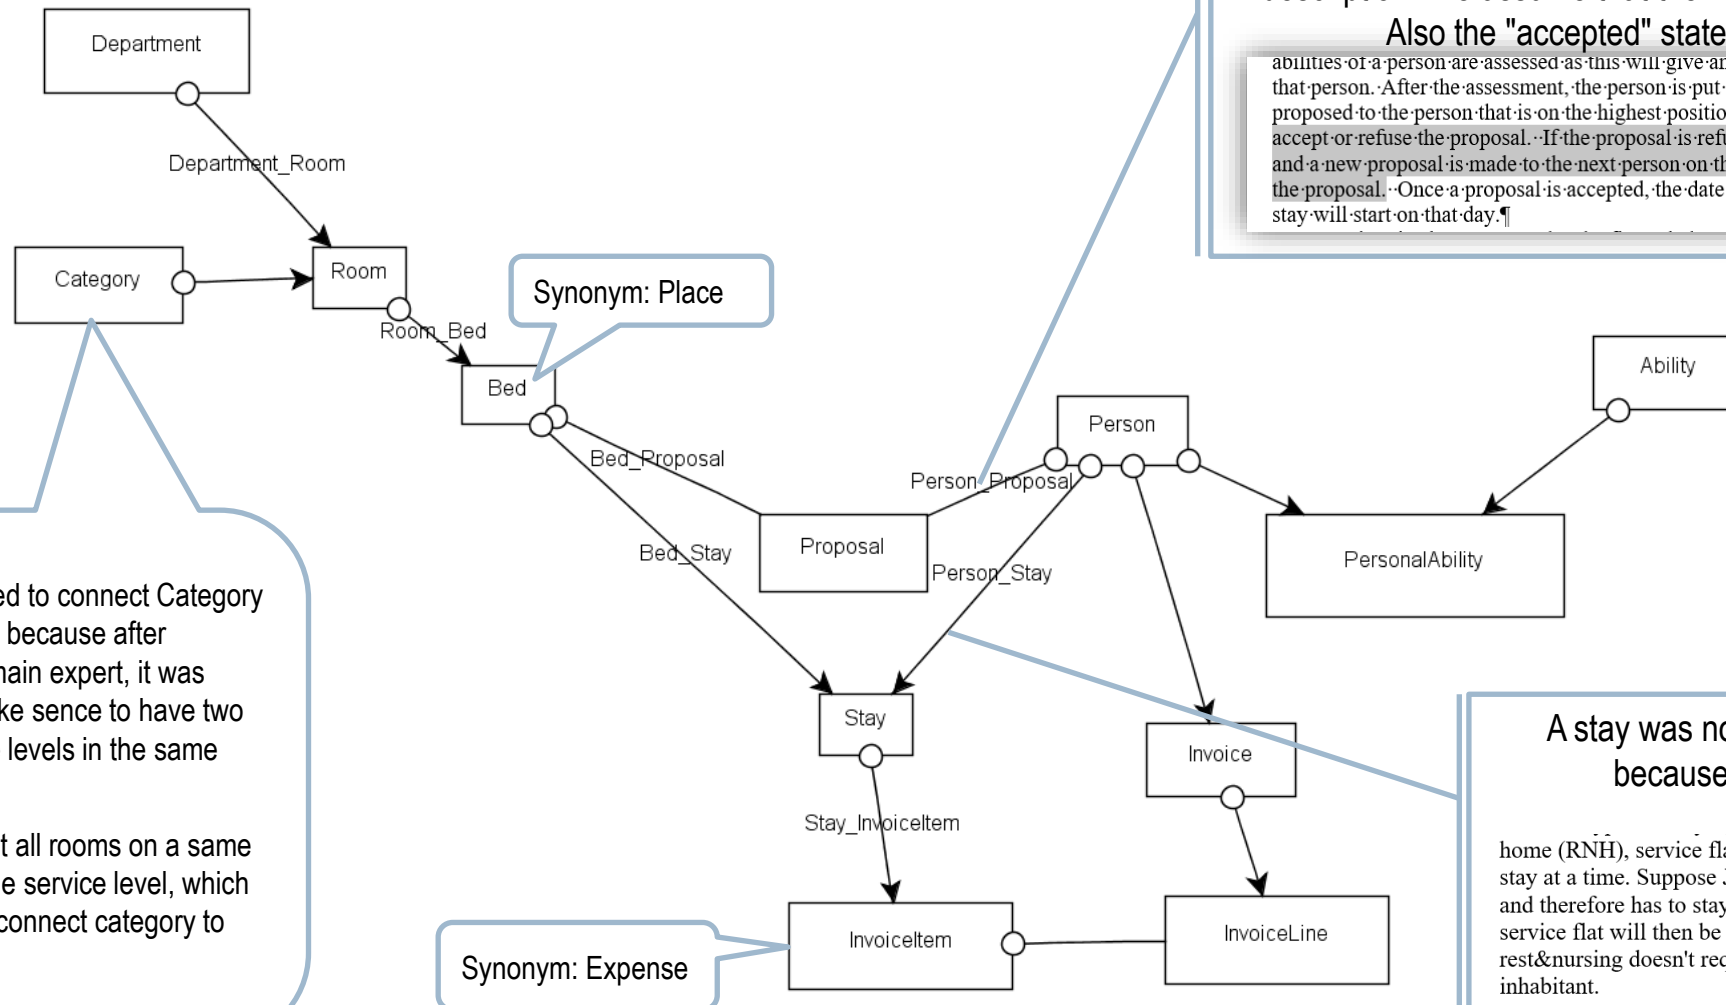 Also the "accepted" state
abilities·of·a·person·are·assessed·as·this·will·give·an
that·person.·After·the·assessment,·the·person·is·put·
proposed·to·the·person·that·is·on·the·highest·positio
accept·or·refuse·the·proposal.··If·the·proposal·is·refu
and·a·new·proposal·is·made·to·the·next·person·on·th
the·proposal.··Once·a·proposal·is·accepted,·the·date
stay·will·start·on·that·day.¶
Department
Department_Room
Category
Room
Synonym: Place
Room_Bed
Bed
Ability
Person
Bed_Proposal
Person_Proposal
Proposal
Bed_Stay
Person_Stay
PersonalAbility
ed to connect Category
because after
nain expert, it was
ke sence to have two
levels in the same
t all rooms on a same
e service level, which
connect category to
Stay
Invoice
A stay was no
because
Stay_InvoiceItem
home (RNH), service fla
stay at a time. Suppose J
and therefore has to stay
service flat will then be
rest&nursing doesn't req
inhabitant.
InvoiceItem
InvoiceLine
Synonym: Expense